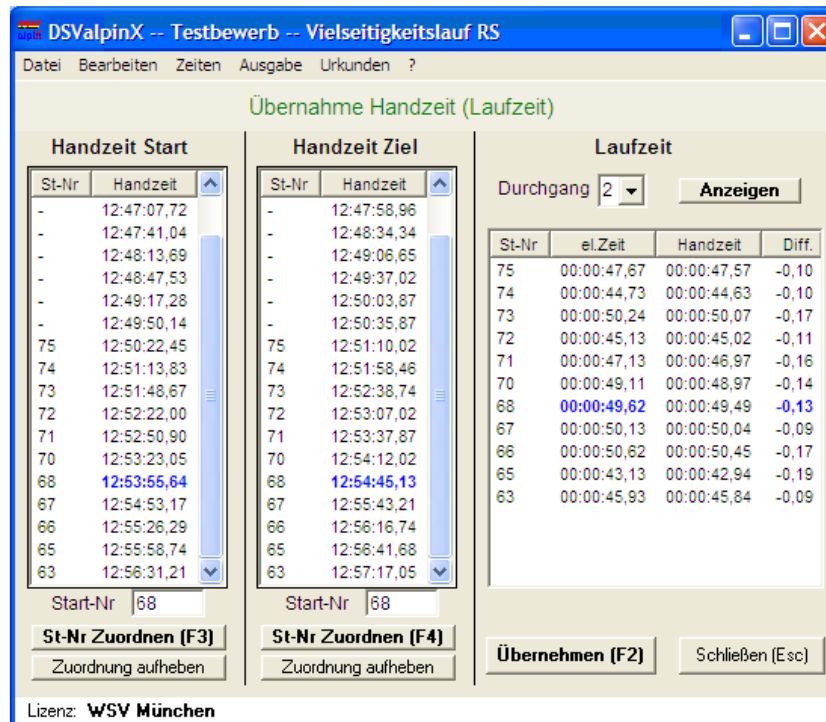 alpin DSValpinX -- Testbewerb -- Vielseitigkeitslauf RS
Datei Bearbeiten Zeiten Ausgabe Urkunden ?
Übernahme Handzeit (Laufzeit)
Handzeit Start
St-Nr Handzeit
- 12:47:07,72
- 12:47:41,04
- 12:48:13,69
- 12:48:47,53
- 12:49:17,28
- 12:49:50,14
75 12:50:22,45
74 12:51:13,83
73 12:51:48,67
72 12:52:22,00
71 12:52:50,90
70 12:53:23,05
68 12:53:55,64
67 12:54:53,17
66 12:55:26,29
65 12:55:58,74
63 12:56:31,21
Start-Nr 68
St-Nr Zuordnen (F3)
Zuordnung aufheben
Handzeit Ziel
St-Nr Handzeit
- 12:47:58,96
- 12:48:34,34
- 12:49:06,65
- 12:49:37,02
- 12:50:03,87
- 12:50:35,87
75 12:51:10,02
74 12:51:58,46
73 12:52:38,74
72 12:53:07,02
71 12:53:37,87
70 12:54:12,02
68 12:54:45,13
67 12:55:43,21
66 12:56:16,74
65 12:56:41,68
63 12:57:17,05
Start-Nr 68
St-Nr Zuordnen (F4)
Zuordnung aufheben
Laufzeit
Durchgang 2 Anzeigen
St-Nr el.Zeit Handzeit Diff.
75 00:00:47,67 00:00:47,57 -0,10
74 00:00:44,73 00:00:44,63 -0,10
73 00:00:50,24 00:00:50,07 -0,17
72 00:00:45,13 00:00:45,02 -0,11
71 00:00:47,13 00:00:46,97 -0,16
70 00:00:49,11 00:00:48,97 -0,14
68 00:00:49,62 00:00:49,49 -0,13
67 00:00:50,13 00:00:50,04 -0,09
66 00:00:50,62 00:00:50,45 -0,17
65 00:00:43,13 00:00:42,94 -0,19
63 00:00:45,93 00:00:45,84 -0,09
Übernehmen (F2) Schließen (Esc)
Lizenz: WSV München